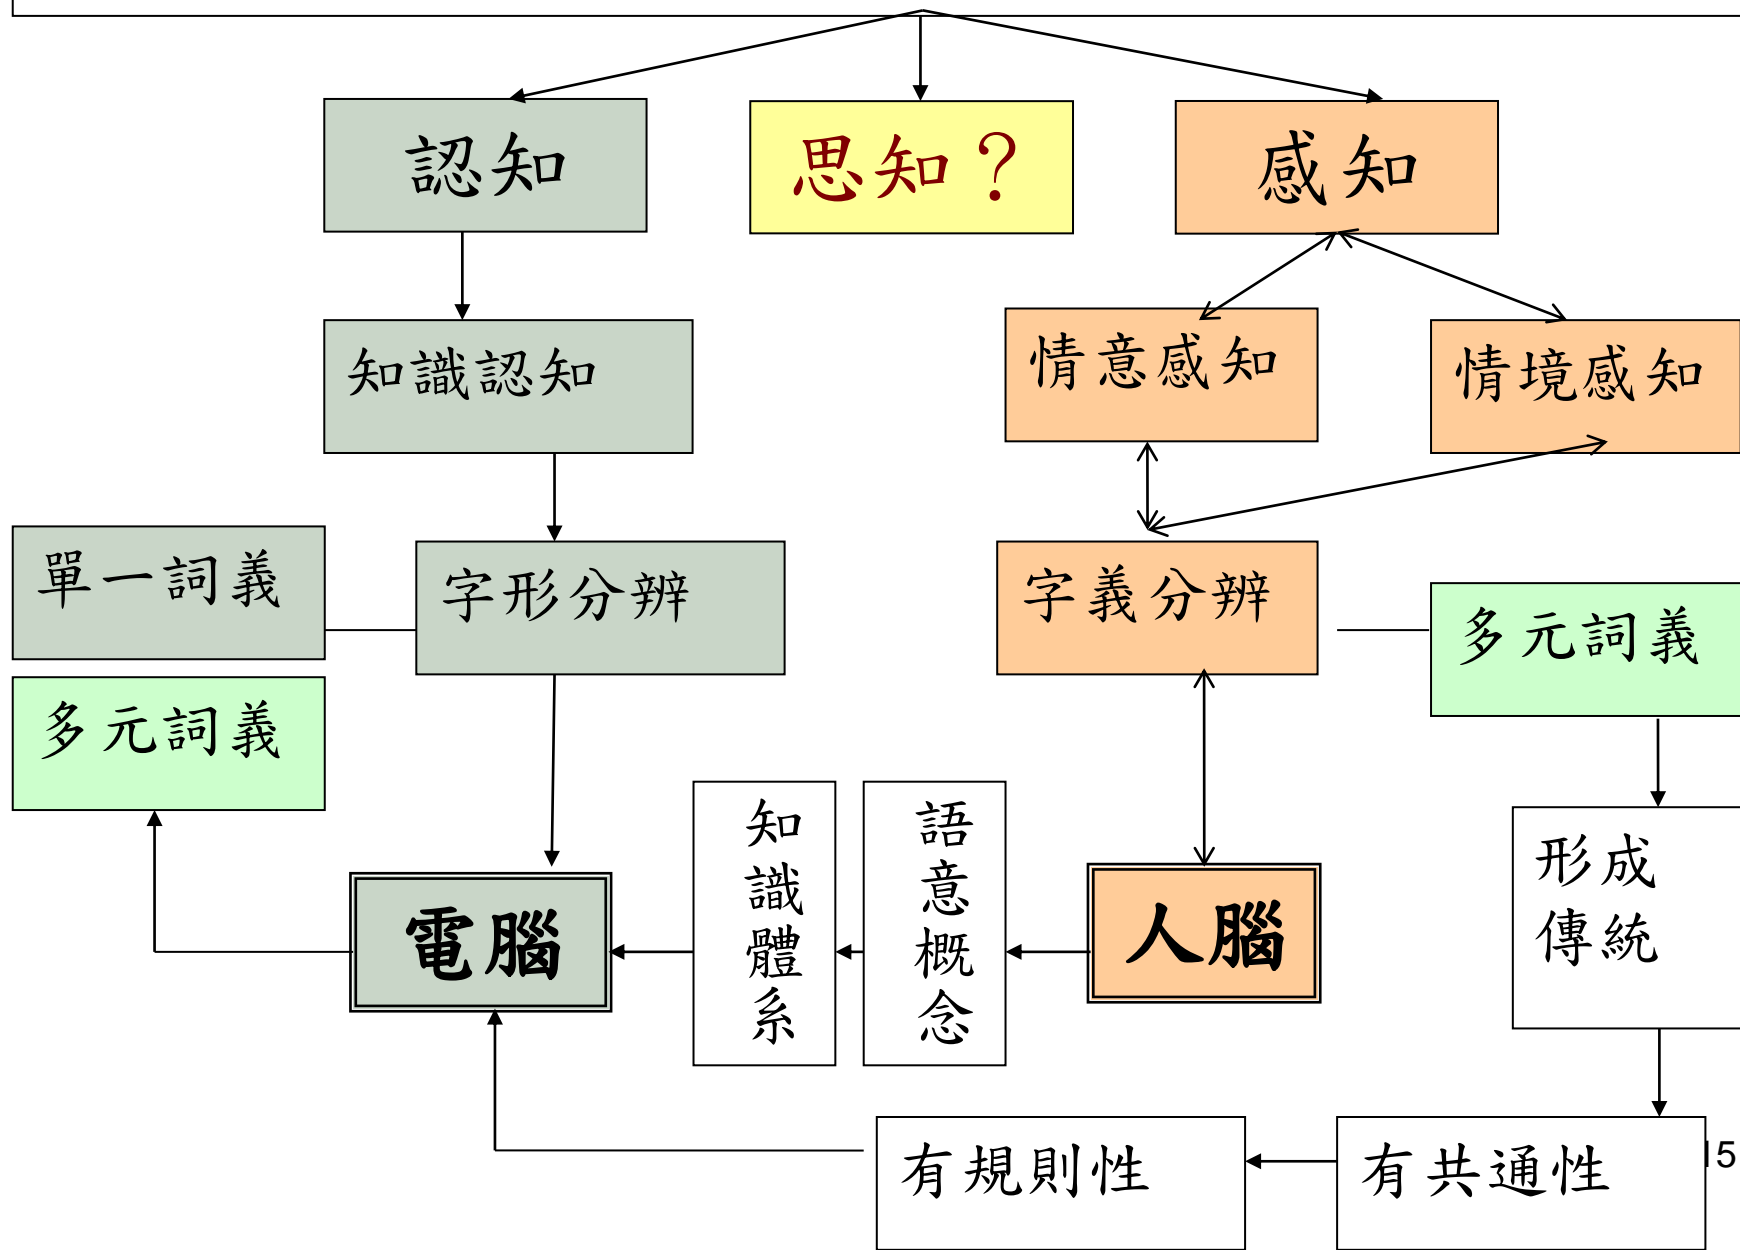 認知
思知？
感知
知識認知
情意感知
情境感知
單一詞義
字形分辨
字義分辨
多元詞義
多元詞義
知識體系
語意概念
形成
傳統
電腦
人腦
有規則性
有共通性
15